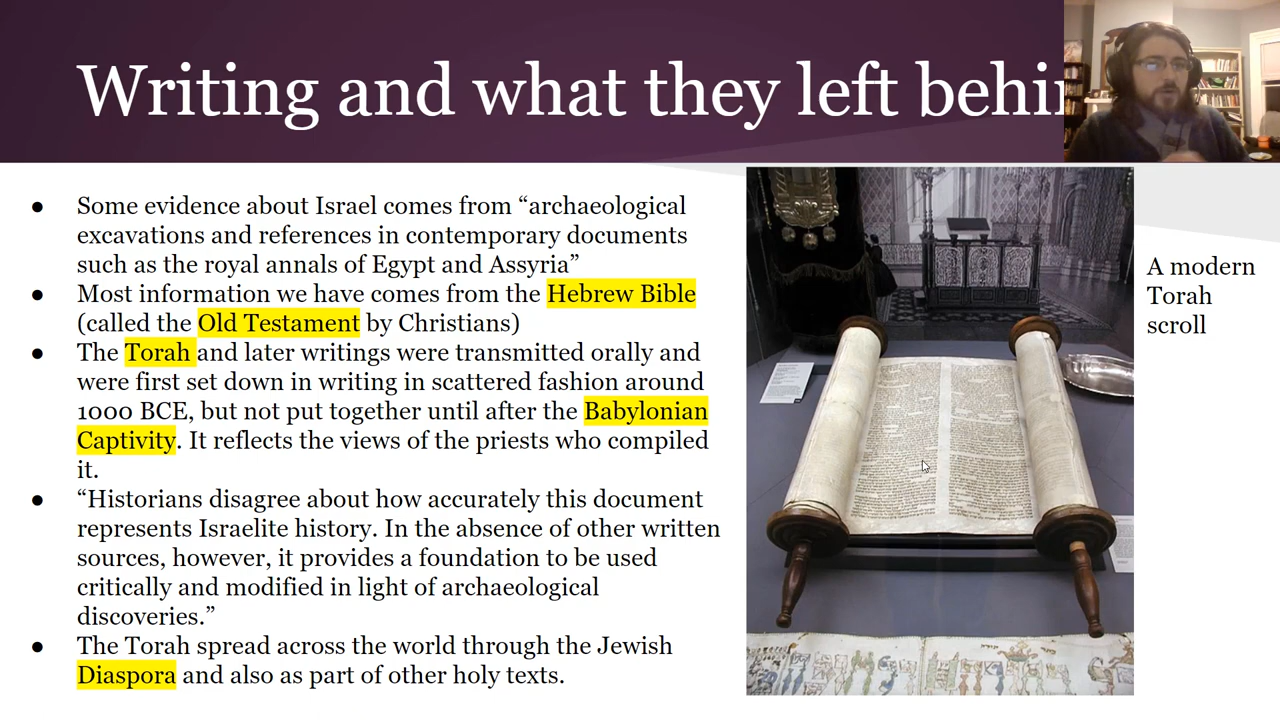 Writing and what they left behin
● Some evidence about Israel comes from “archaeological
excavations and references in contemporary documents
such as the royal annals of Egypt and Assyria”
● Most information we have comes from the Hebrew Bible
(called the Old Testament by Christians)
● The Torah and later writings were transmitted orally and
were first set down in writing in scattered fashion around
1000 BCE, but not put together until after the Babylonian
Captivity. It reflects the views of the priests who compiled
it.
● “Historians disagree about how accurately this document
represents Israelite history. In the absence of other written
sources, however, it provides a foundation to be used
critically and modified in light of archaeological
discoveries.”
● The Torah spread across the world through the Jewish
Diaspora and also as part of other holy texts.
A modern
Torah
scroll